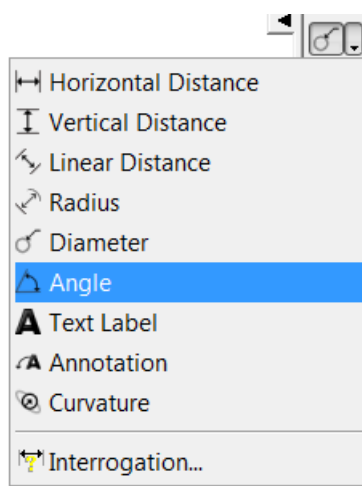 Horizontal Distance
Vertical Distance
Linear Distance
Radius
Diameter
Angle
Text Label
Annotation
Curvature
Interrogation...